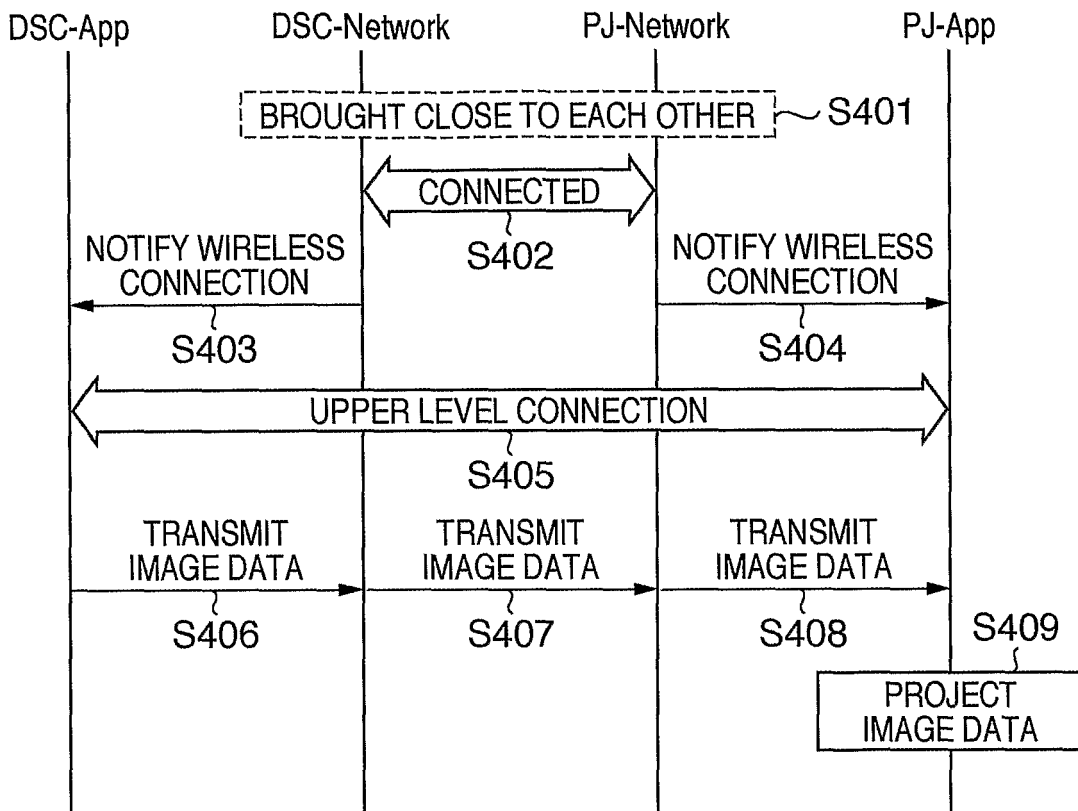 DSC-App DSC-Network PJ-Network PJ-App
BROUGHT CLOSE TO EACH OTHER S401
CONNECTED
S402
NOTIFY WIRELESS
CONNECTION
S403
NOTIFY WIRELESS
CONNECTION
S404
UPPER LEVEL CONNECTION
S405
TRANSMIT
IMAGE DATA
S406
TRANSMIT
IMAGE DATA
S407
TRANSMIT
IMAGE DATA
S408
S409
PROJECT
IMAGE DATA